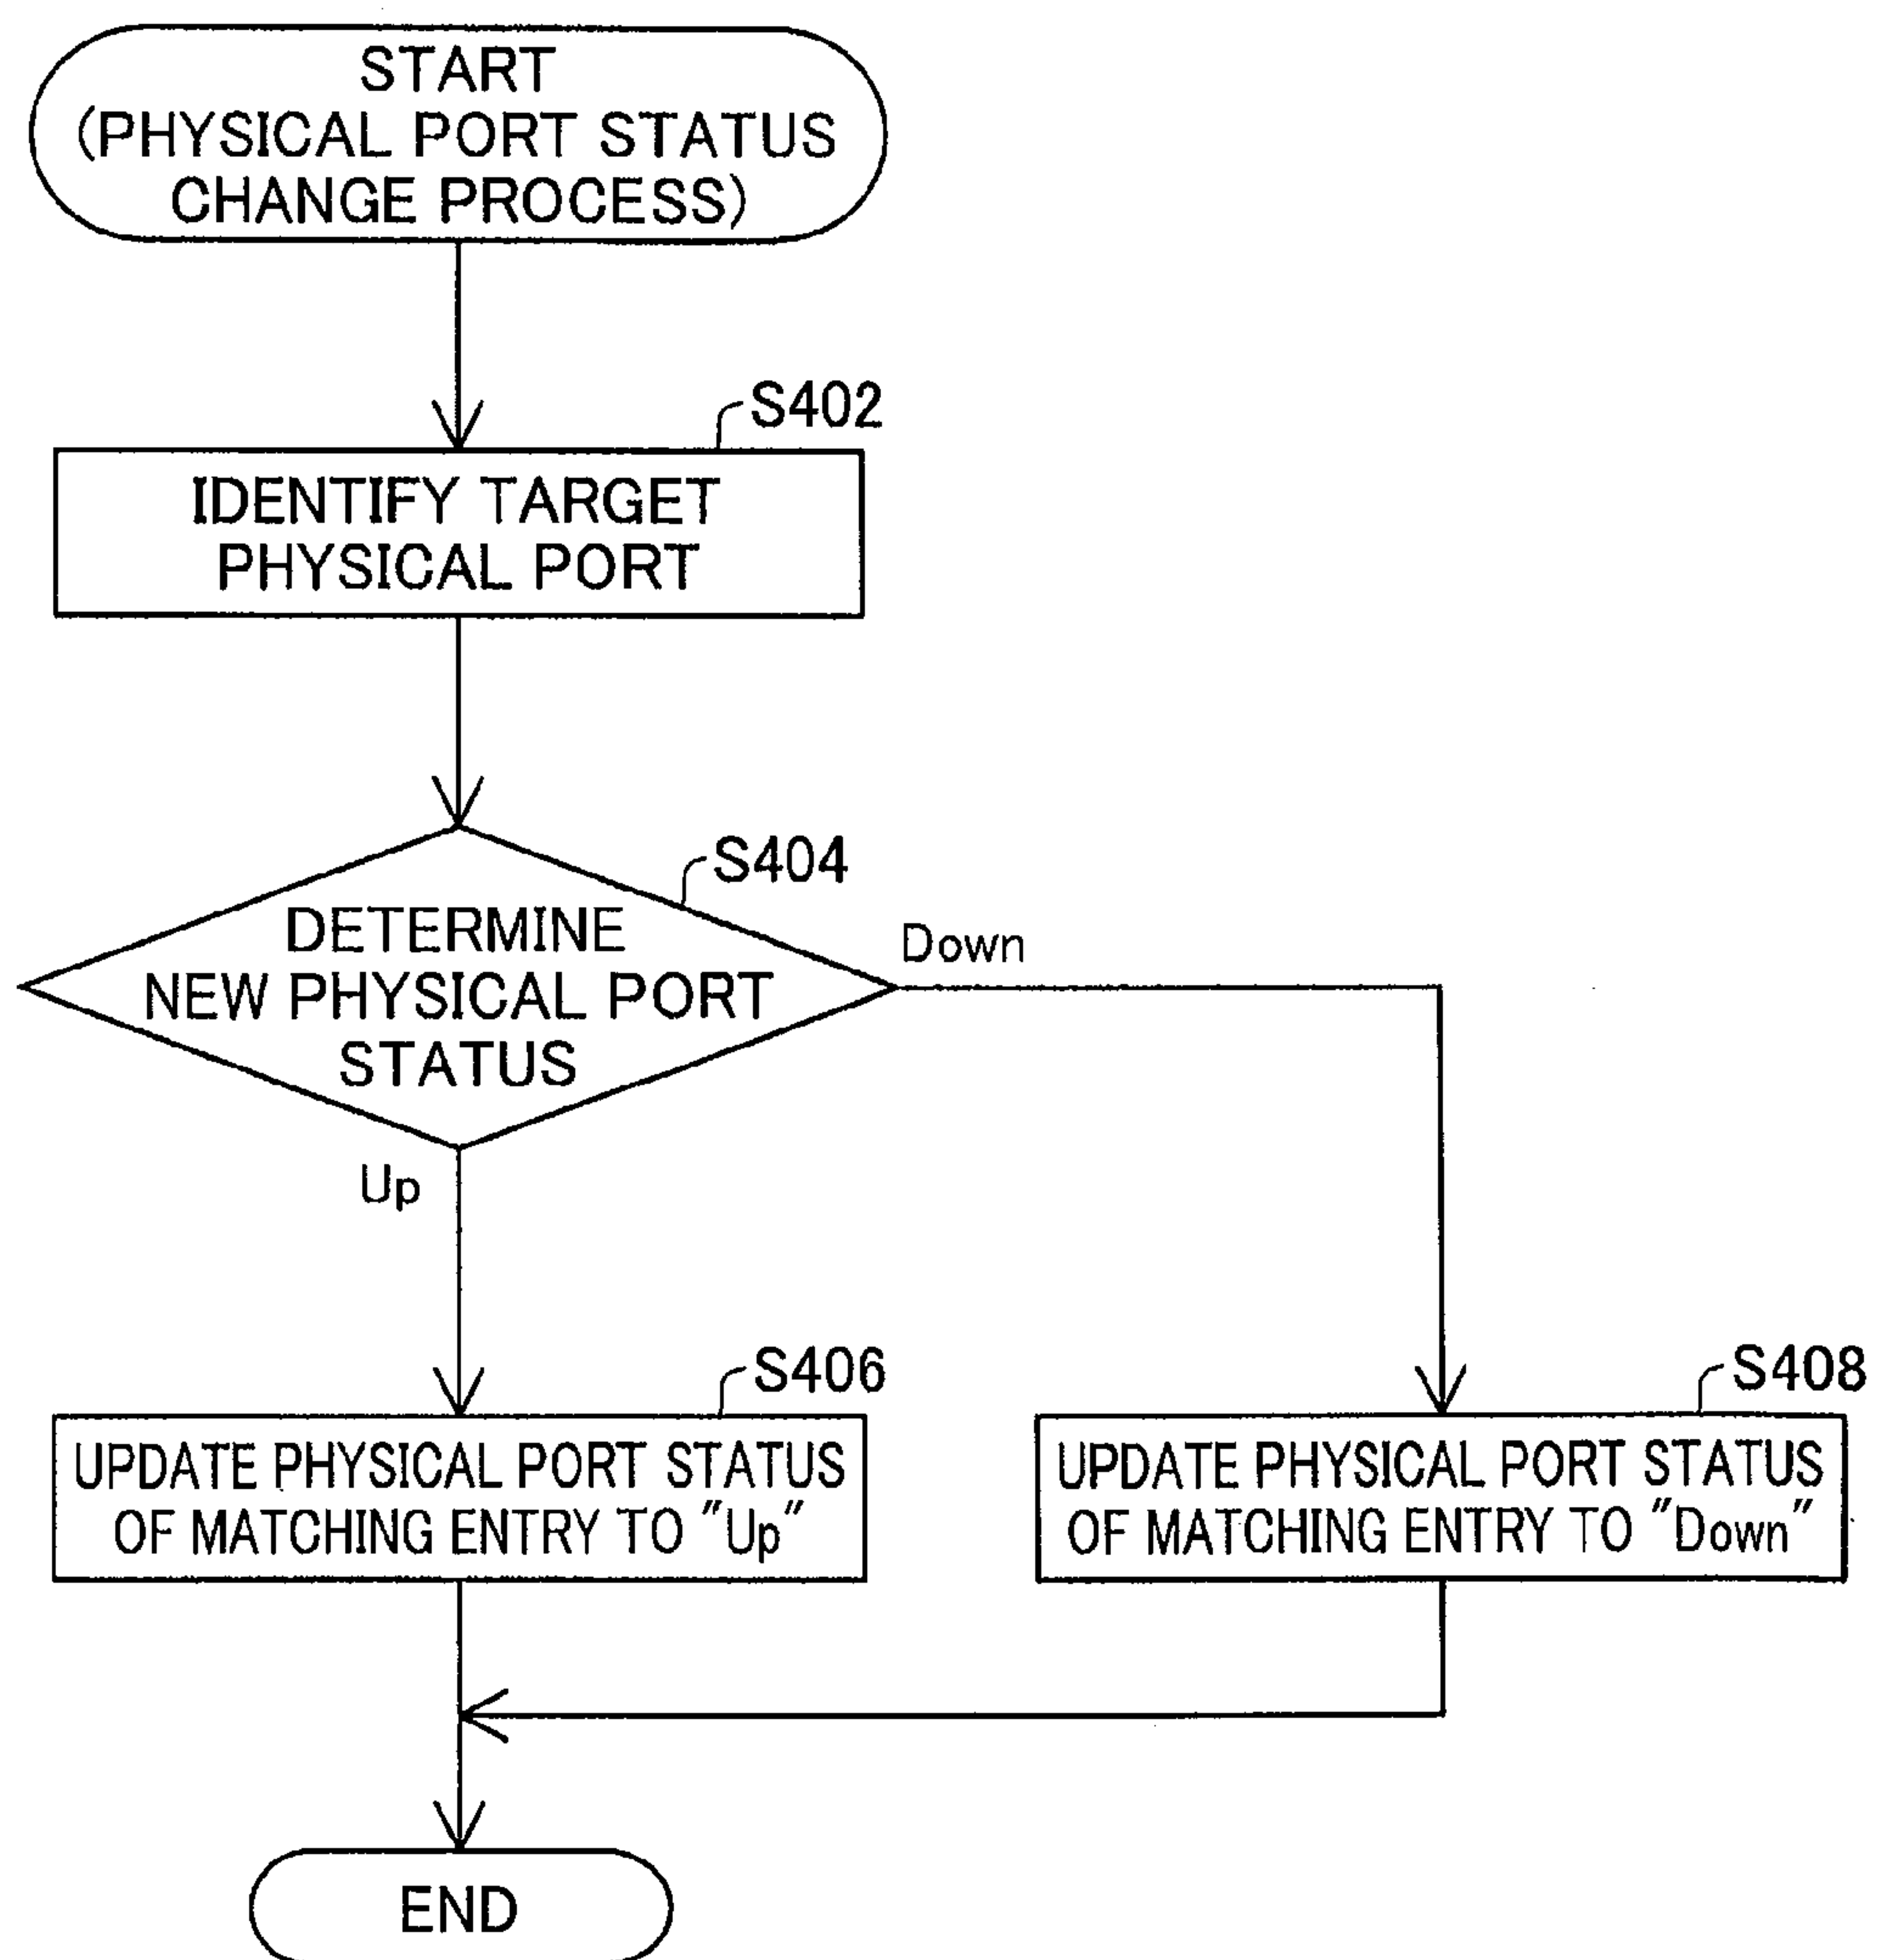 START
(PHYSICAL PORT STATUS
CHANGE PROCESS)
S402
IDENTIFY TARGET
PHYSICAL PORT
S404
DETERMINE
NEW PHYSICAL PORT
STATUS
Down
Up
S406
UPDATE PHYSICAL PORT STATUS
OF MATCHING ENTRY TO "Up"
S408
UPDATE PHYSICAL PORT STATUS
OF MATCHING ENTRY TO "Down"
END